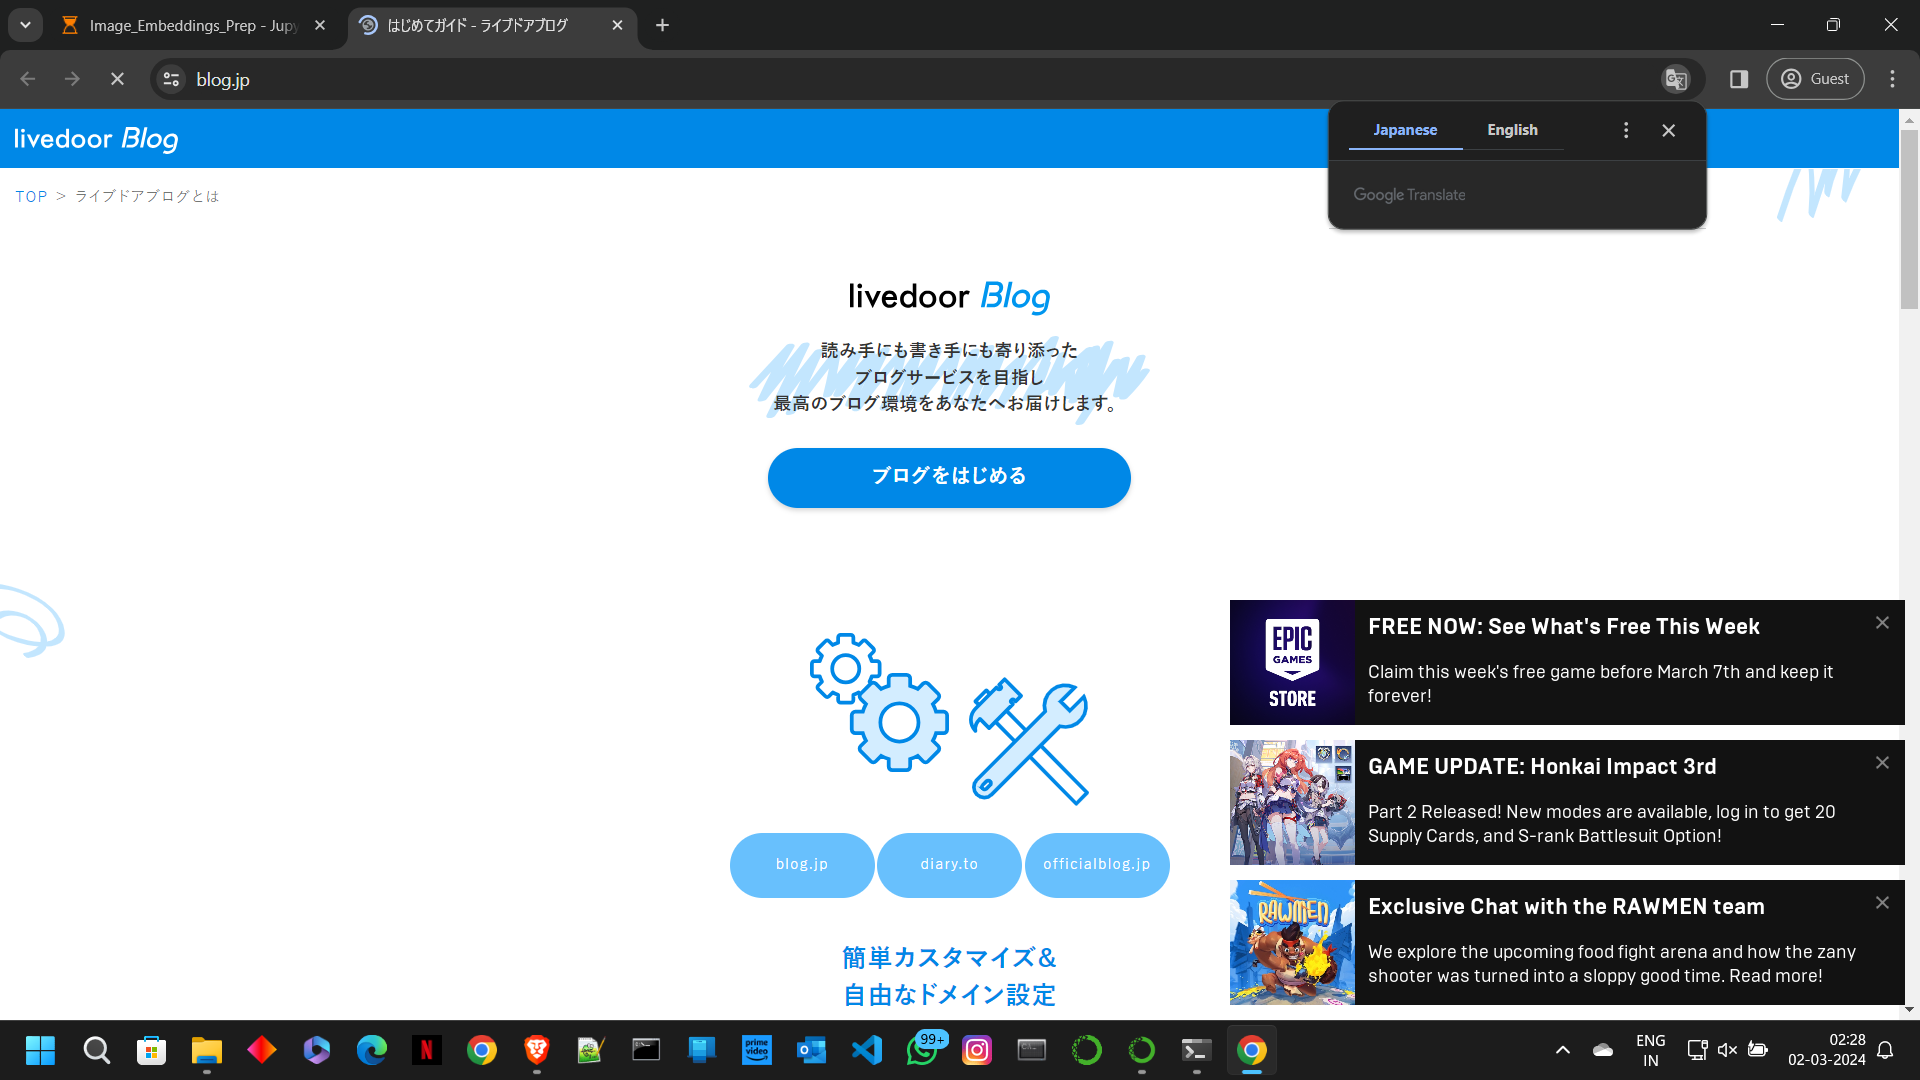 Image_Embeddings_Prep - Jupy
はじめてガイド - ライブドアブログ
blog.jp
Guest
livedoor Blog
Japanese
English
Google Translate
TOP > ライブドアブログとは
livedoor Blog
読み手にも書き手にも寄り添った
ブログサービスを目指し
最高のブログ環境をあなたへお届けします。
ブログをはじめる
EPIC
GAMES
STORE
FREE NOW: See What's Free This Week
Claim this week's free game before March 7th and keep it
forever!
GAME UPDATE: Honkai Impact 3rd
Part 2 Released! New modes are available, log in to get 20
Supply Cards, and S-rank Battlesuit Option!
blog.jp
diary.to
officialblog.jp
RAWMEN
Exclusive Chat with the RAWMEN team
We explore the upcoming food fight arena and how the zany
shooter was turned into a sloppy good time. Read more!
簡単カスタマイズ&
自由なドメイン設定
prime
video
99+
ENG
IN
02:28
02-03-2024